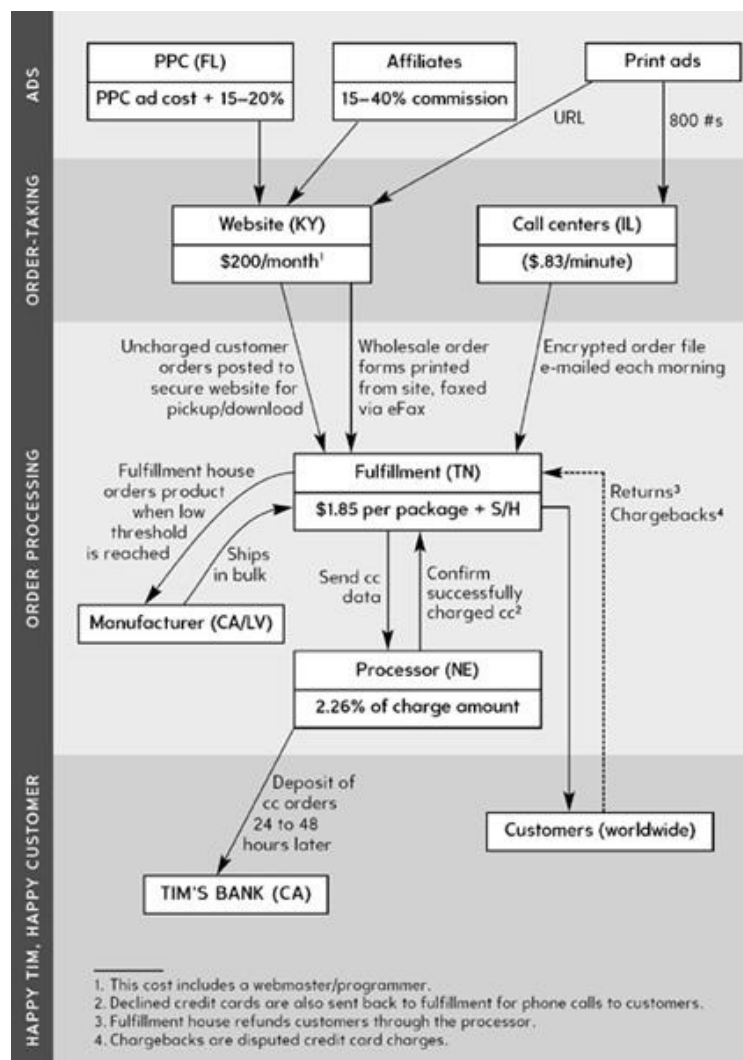 ADS
PPC (FL)
PPC ad cost + 15–20%
Affiliates
15–40% commission
Print ads
URL
800 #s
ORDER-TAKING
Website (KY)
$200/month¹
Call centers (IL)
($.83/minute)
ORDER PROCESSING
Uncharged customer
orders posted to
secure website for
pickup/download
Wholesale order
forms printed
from site, faxed
via eFax
Encrypted order file
e-mailed each morning
Fulfillment (TN)
$1.85 per package + S/H
Fulfillment house
orders product
when low
threshold
is reached
Ships
in bulk
Manufacturer (CA/LV)
Send cc
data
Confirm
successfully
charged cc²
Returns³
Chargebacks⁴
Processor (NE)
2.26% of charge amount
HAPPY TIM, HAPPY CUSTOMER
Deposit of
cc orders
24 to 48
hours later
Customers (worldwide)
TIM'S BANK (CA)
1. This cost includes a webmaster/programmer.
2. Declined credit cards are also sent back to fulfillment for phone calls to customers.
3. Fulfillment house refunds customers through the processor.
4. Chargebacks are disputed credit card charges.